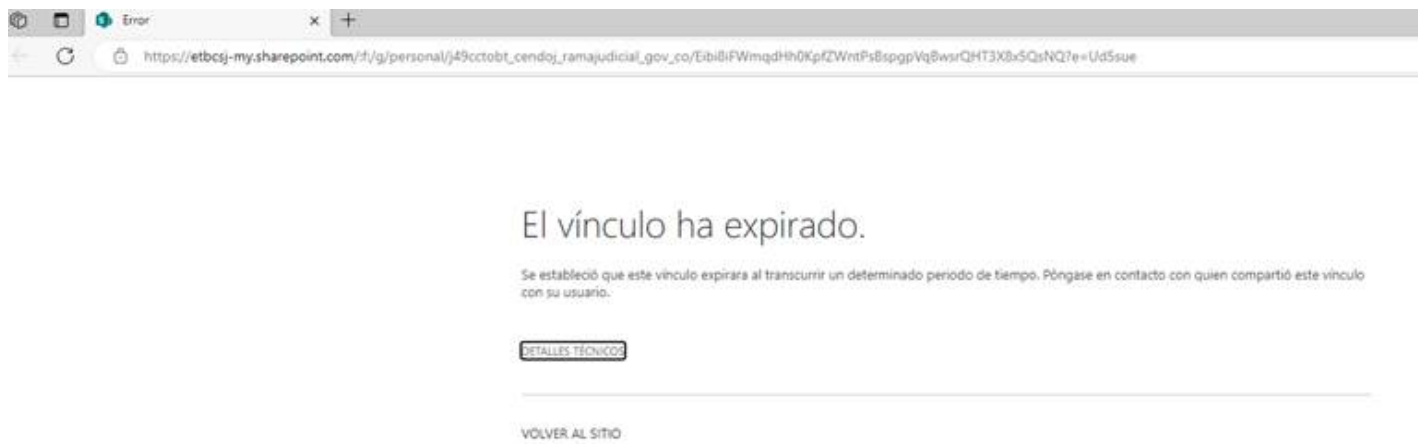 Error
https://etbcsj-my.sharepoint.com/:f:/g/personal/j49cctobt_cendoj_ramajudicial_gov_co/
El vínculo ha expirado.
Se estableció que este vínculo expirara al transcurrir un determinado periodo de tiempo. Póngase en contacto con quien compartió este vínculo
con su usuario.
DETALLES TÉCNICOS
VOLVER AL SITIO